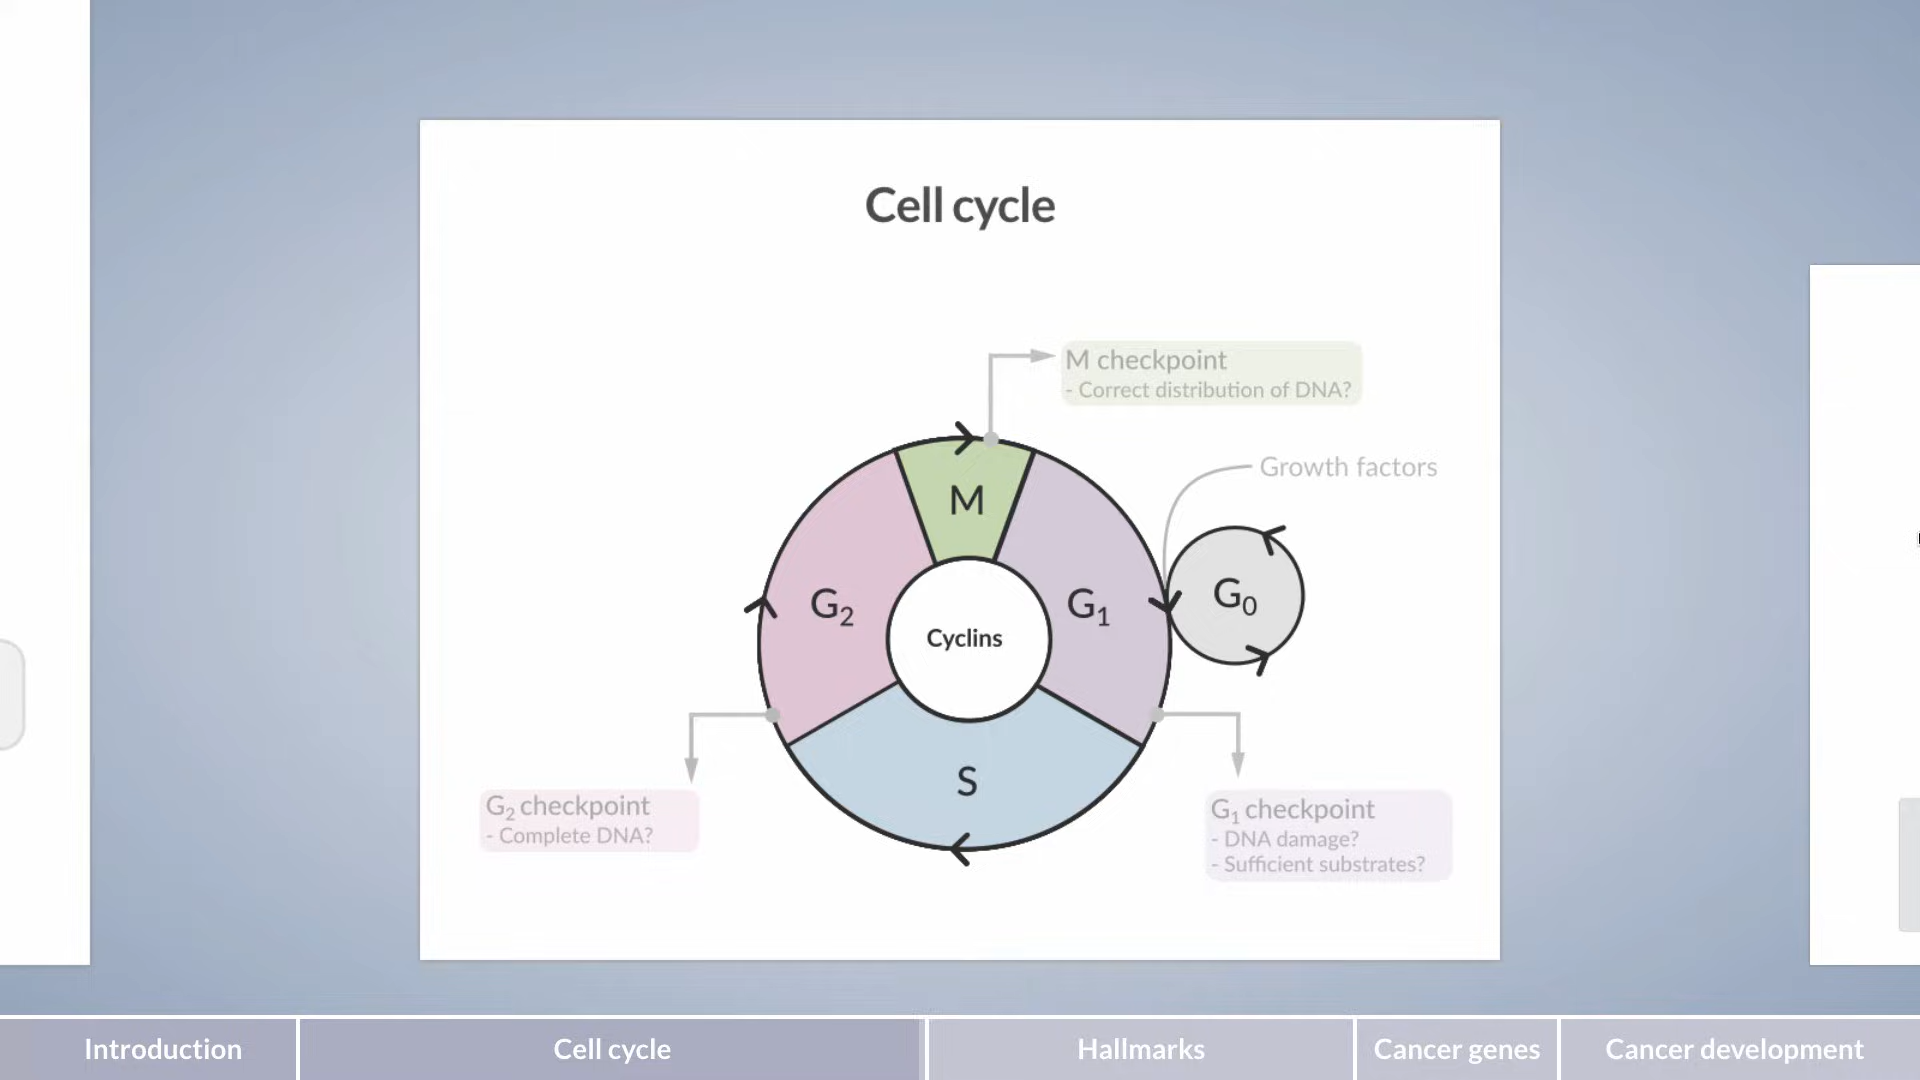 Cell cycle
M checkpoint
- Correct distribution of DNA?
Growth factors
M
G₂
G₁
G₀
Cyclins
S
G₂ checkpoint
- Complete DNA?
G₁ checkpoint
- DNA damage?
- Sufficient substrates?
Introduction
Cell cycle
Hallmarks
Cancer genes
Cancer development